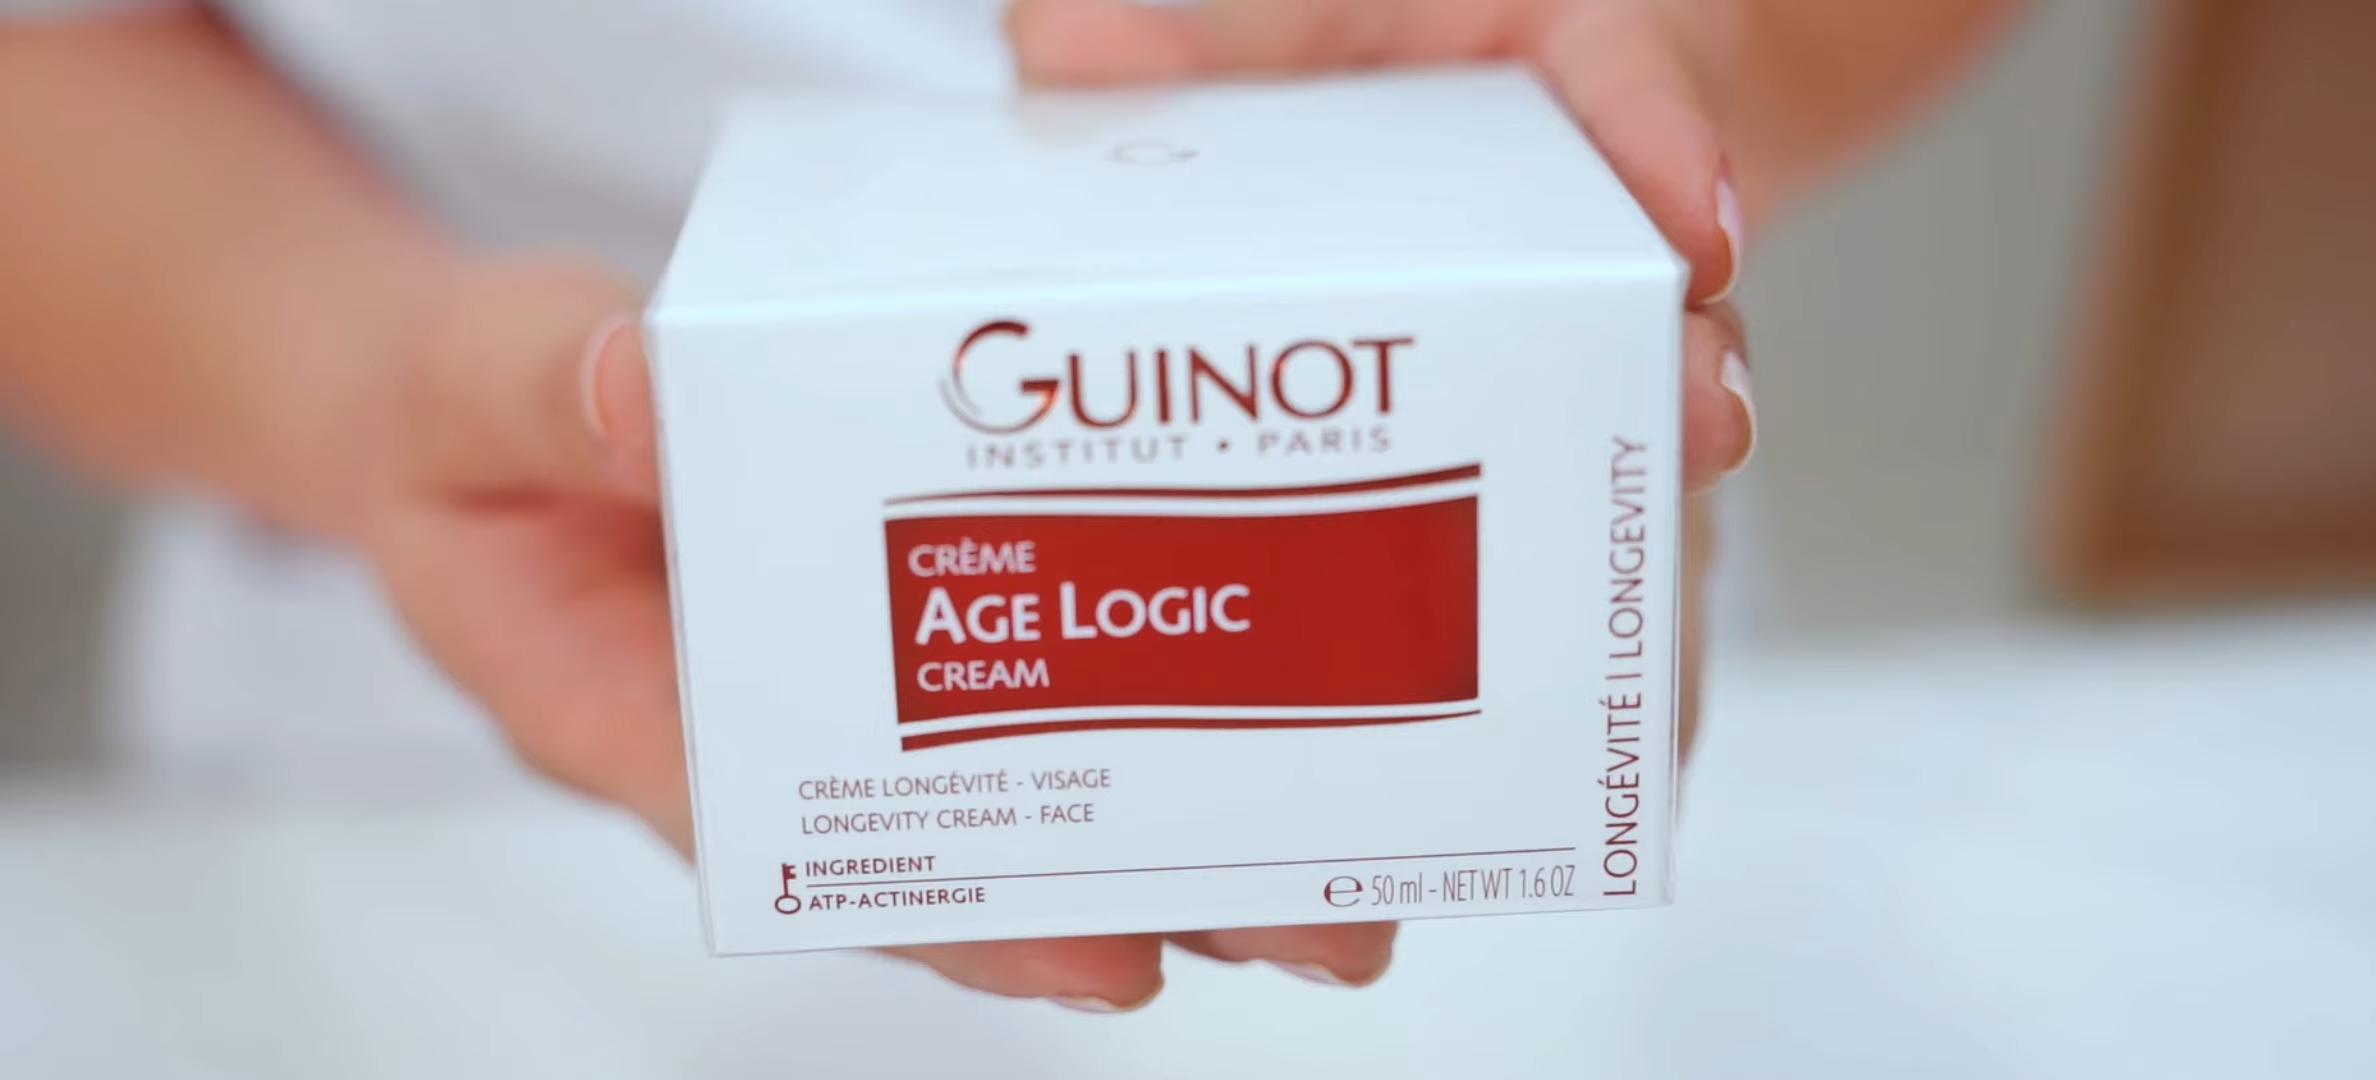 GUINOT
INSTITUT • PARIS
CRÈME
AGE LOGIC
CREAM
CRÈME LONGÉVITÉ - VISAGE
LONGEVITY CREAM - FACE
INGREDIENT
ATP-ACTINERGIE
℮ 50 ml - NET WT 1.6 OZ
LONGÉVITÉ | LONGEVITY